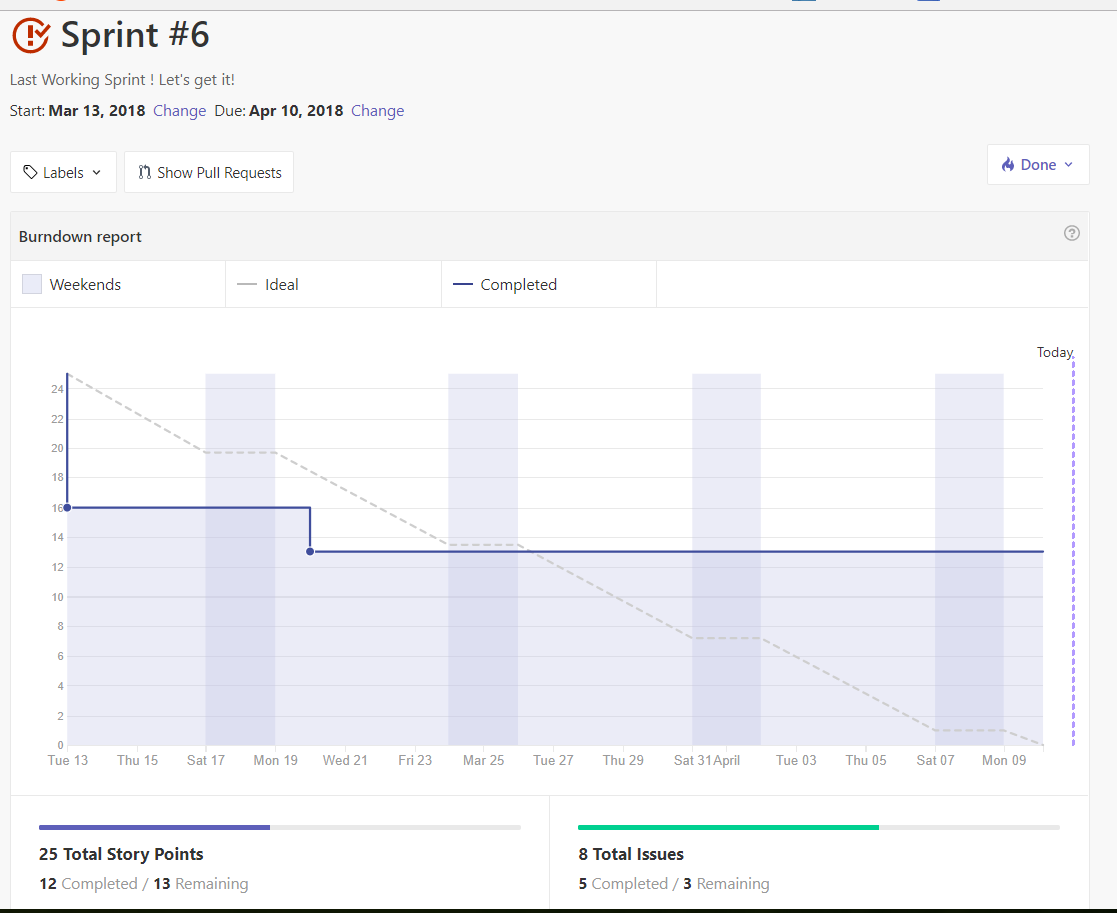 Sprint #6
Last Working Sprint ! Let's get it!
Start: Mar 13, 2018 Change Due: Apr 10, 2018 Change
Labels Show Pull Requests Done
Burndown report
Weekends Ideal Completed
Today
24
22
20
18
16
14
12
10
8
6
4
2
0
Tue 13 Thu 15 Sat 17 Mon 19 Wed 21 Fri 23 Mar 25 Tue 27 Thu 29 Sat 31 April Tue 03 Thu 05 Sat 07 Mon 09
25 Total Story Points 8 Total Issues
12 Completed / 13 Remaining 5 Completed / 3 Remaining